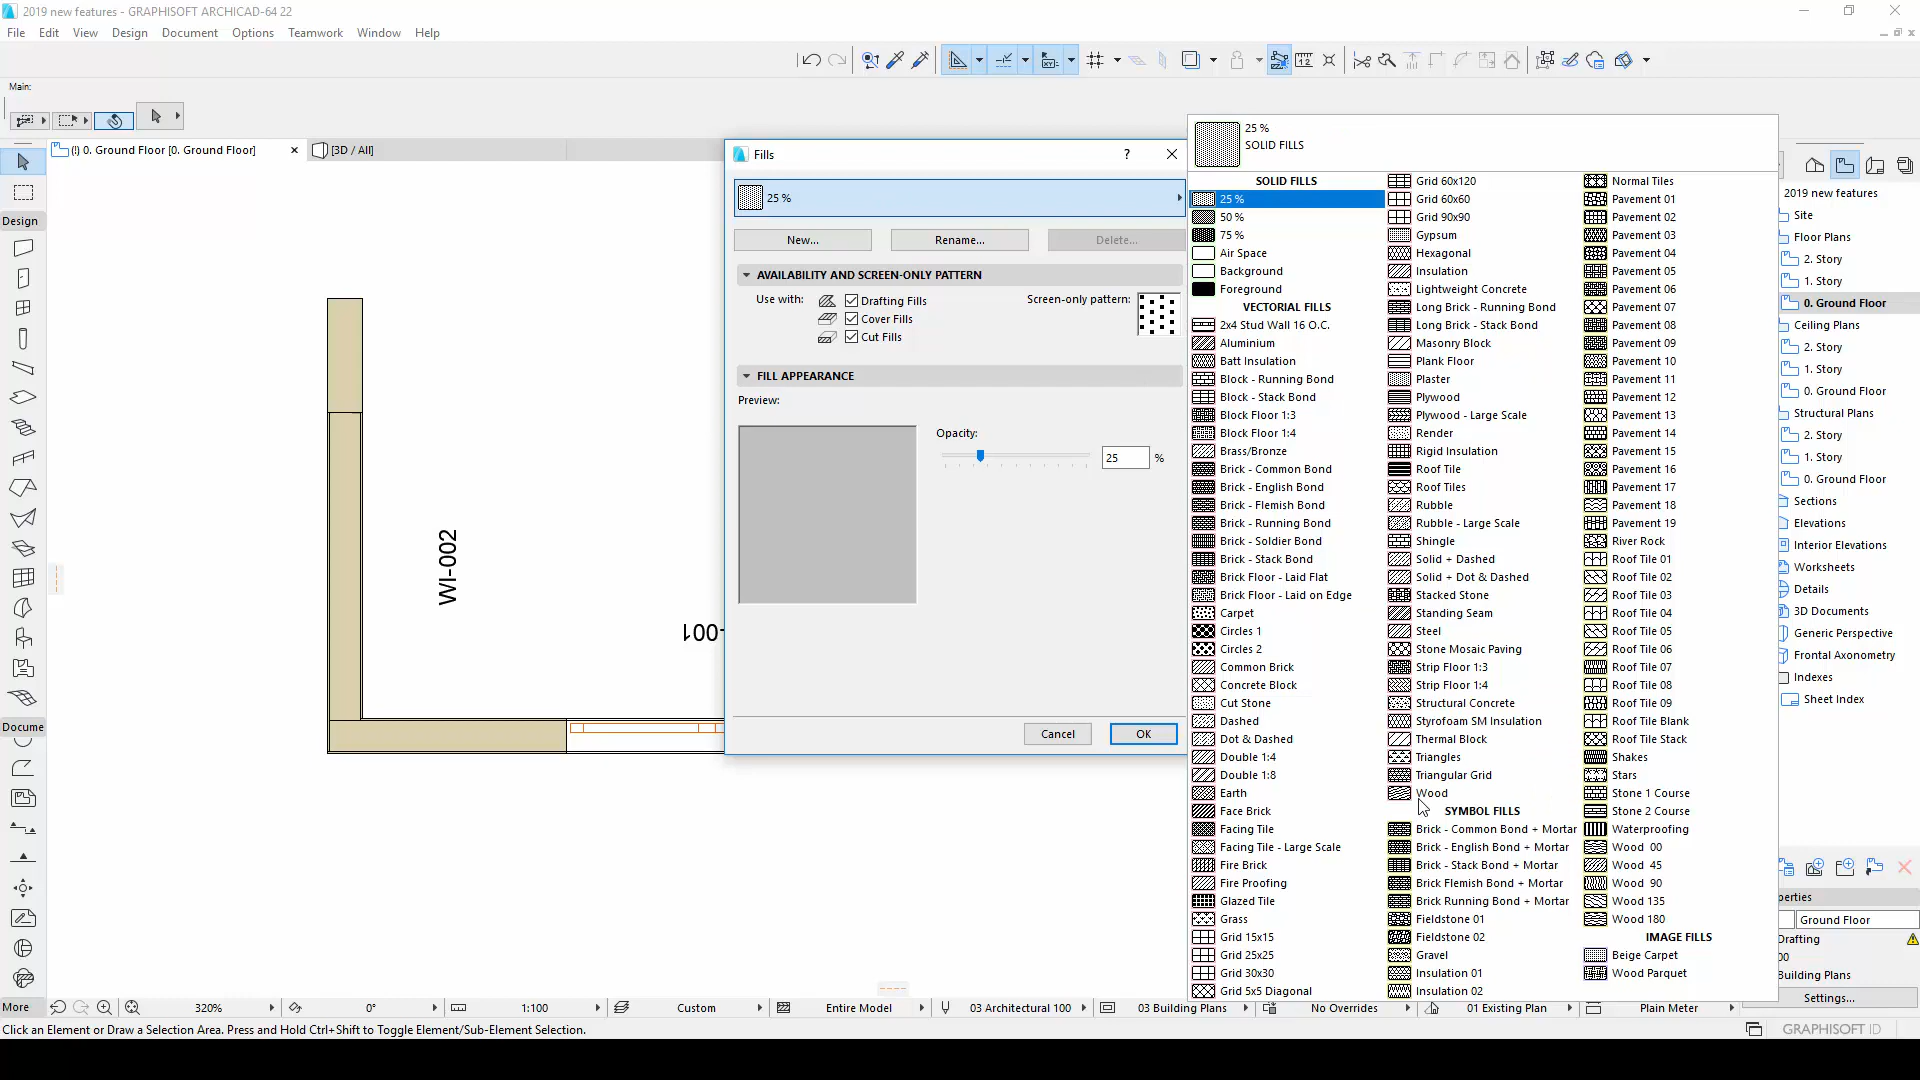 2019 new features - GRAPHISOFT ARCHICAD-64 22
File Edit View Design Document Options Teamwork Window Help
Main:
(!) 0. Ground Floor [0. Ground Floor]
[3D / All]
Design
Docume
More
WI-002
Fills
?
25 %
New...
Rename...
Delete...
AVAILABILITY AND SCREEN-ONLY PATTERN
Use with:
Drafting Fills
Cover Fills
Cut Fills
Screen-only pattern:
FILL APPEARANCE
Preview:
Opacity:
25
%
Cancel
OK
25 %
SOLID FILLS
SOLID FILLS
25 %
50 %
75 %
Air Space
Background
Foreground
VECTORIAL FILLS
2x4 Stud Wall 16 O.C.
Aluminium
Batt Insulation
Block - Running Bond
Block - Stack Bond
Block Floor 1:3
Block Floor 1:4
Brass/Bronze
Brick - Common Bond
Brick - English Bond
Brick - Flemish Bond
Brick - Running Bond
Brick - Soldier Bond
Brick - Stack Bond
Brick Floor - Laid Flat
Brick Floor - Laid on Edge
Carpet
Circles 1
Circles 2
Common Brick
Concrete Block
Cut Stone
Dashed
Dot & Dashed
Double 1:4
Double 1:8
Earth
Face Brick
Facing Tile
Facing Tile - Large Scale
Fire Brick
Fire Proofing
Glazed Tile
Grass
Grid 15x15
Grid 25x25
Grid 30x30
Grid 5x5 Diagonal
Grid 60x120
Grid 60x60
Grid 90x90
Gypsum
Hexagonal
Insulation
Lightweight Concrete
Long Brick - Running Bond
Long Brick - Stack Bond
Masonry Block
Plank Floor
Plaster
Plywood
Plywood - Large Scale
Render
Rigid Insulation
Roof Tile
Roof Tiles
Rubble
Rubble - Large Scale
Shingle
Solid + Dashed
Solid + Dot & Dashed
Stacked Stone
Standing Seam
Steel
Stone Mosaic Paving
Strip Floor 1:3
Strip Floor 1:4
Structural Concrete
Styrofoam SM Insulation
Thermal Block
Triangles
Triangular Grid
Wood
SYMBOL FILLS
Brick - Common Bond + Mortar
Brick - English Bond + Mortar
Brick - Stack Bond + Mortar
Brick Flemish Bond + Mortar
Brick Running Bond + Mortar
Fieldstone 01
Fieldstone 02
Gravel
Insulation 01
Insulation 02
Normal Tiles
Pavement 01
Pavement 02
Pavement 03
Pavement 04
Pavement 05
Pavement 06
Pavement 07
Pavement 08
Pavement 09
Pavement 10
Pavement 11
Pavement 12
Pavement 13
Pavement 14
Pavement 15
Pavement 16
Pavement 17
Pavement 18
Pavement 19
River Rock
Roof Tile 01
Roof Tile 02
Roof Tile 03
Roof Tile 04
Roof Tile 05
Roof Tile 06
Roof Tile 07
Roof Tile 08
Roof Tile 09
Roof Tile Blank
Roof Tile Stack
Shakes
Stars
Stone 1 Course
Stone 2 Course
Waterproofing
Wood 00
Wood 45
Wood 90
Wood 135
Wood 180
IMAGE FILLS
Beige Carpet
Wood Parquet
2019 new features
Site
Floor Plans
2. Story
1. Story
0. Ground Floor
Ceiling Plans
2. Story
1. Story
0. Ground Floor
Structural Plans
2. Story
1. Story
0. Ground Floor
Sections
Elevations
Interior Elevations
Worksheets
Details
3D Documents
Generic Perspective
Frontal Axonometry
Indexes
Sheet Index
perties
Ground Floor
Drafting
00
Building Plans
Settings...
320%
0°
1:100
Custom
Entire Model
03 Architectural 100
03 Building Plans
No Overrides
01 Existing Plan
Plain Meter
Click an Element or Draw a Selection Area. Press and Hold Ctrl+Shift to Toggle Element/Sub-Element Selection.
GRAPHISOFT ID